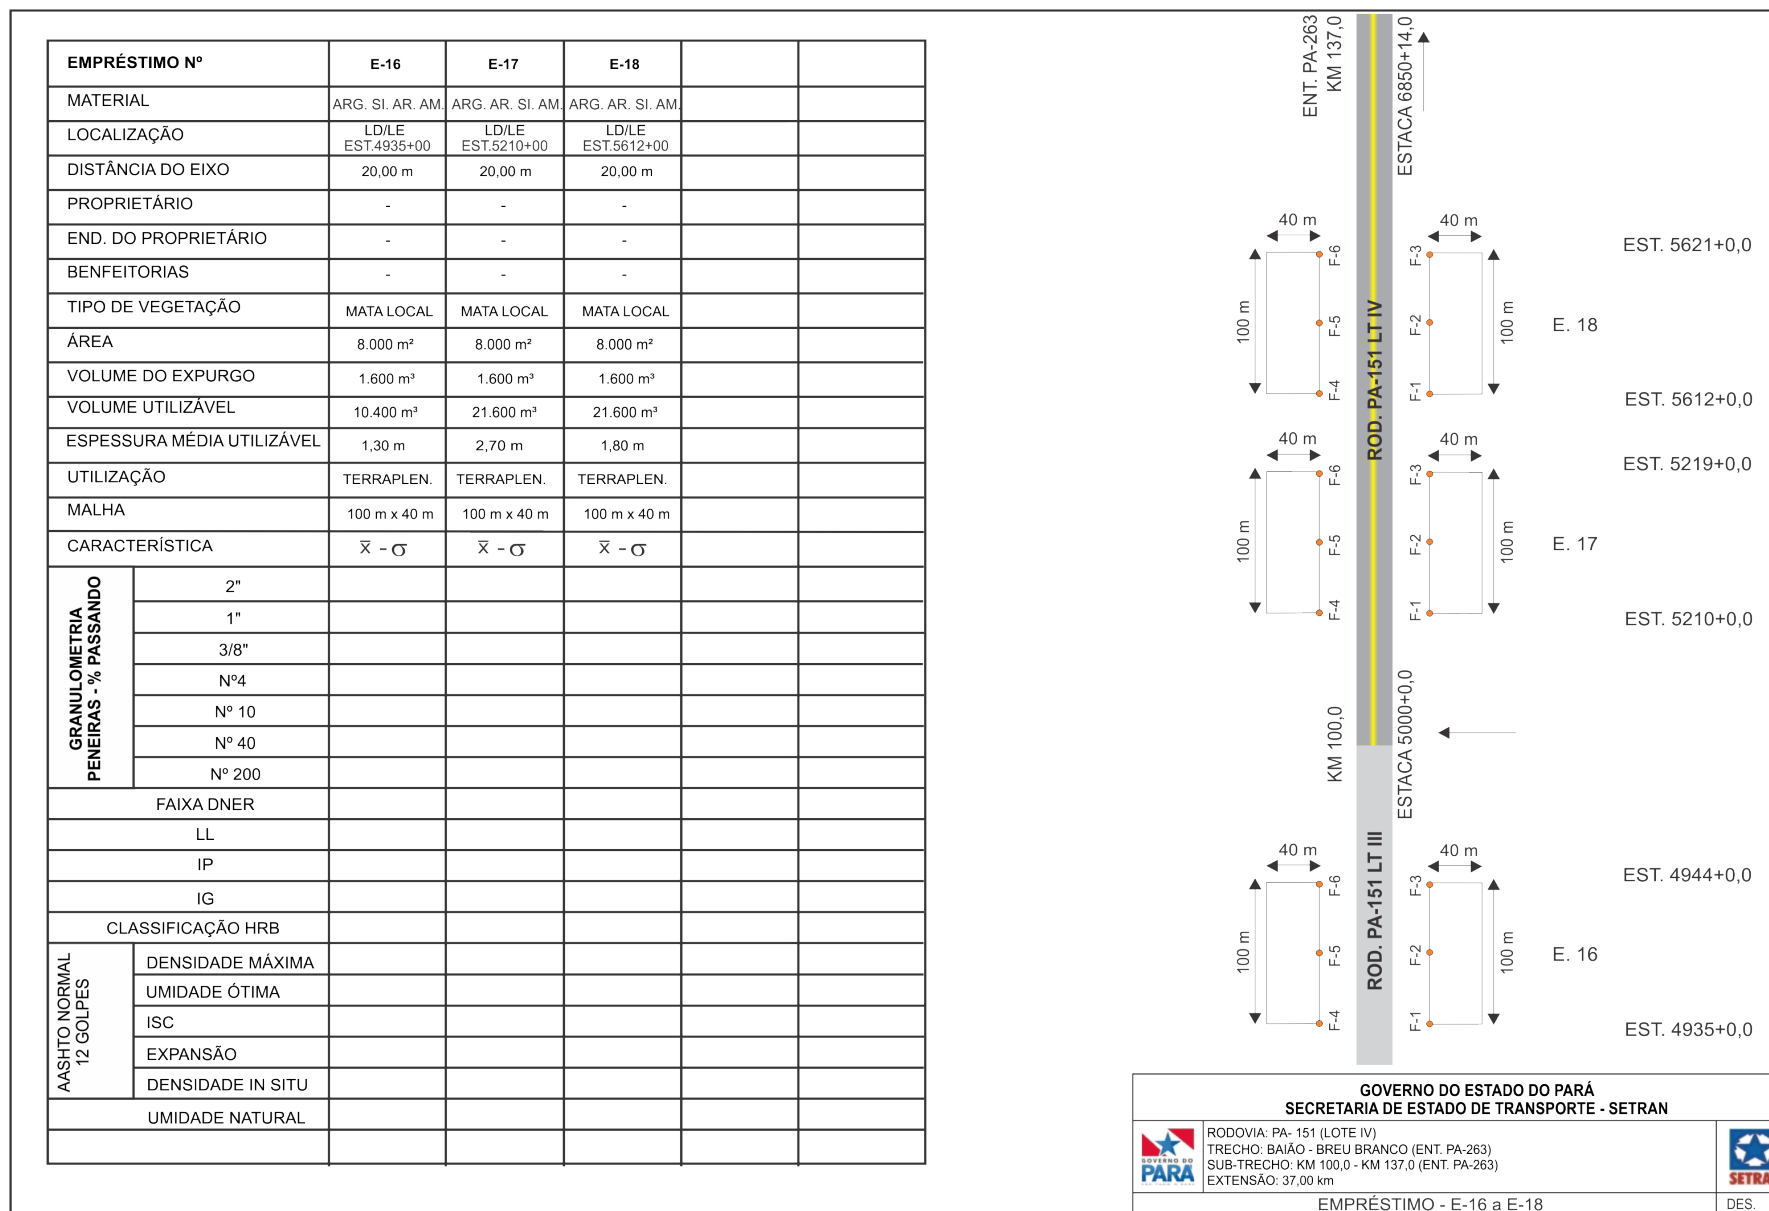 EMPRÉSTIMO Nº E-16 E-17 E-18
MATERIAL ARG. SI. AR. AM. ARG. AR. SI. AM. ARG. AR. SI. AM.
LOCALIZAÇÃO LD/LE EST.4935+00 LD/LE EST.5210+00 LD/LE EST.5612+00
DISTÂNCIA DO EIXO 20,00 m 20,00 m 20,00 m
PROPRIETÁRIO - - -
END. DO PROPRIETÁRIO - - -
BENFEITORIAS - - -
TIPO DE VEGETAÇÃO MATA LOCAL MATA LOCAL MATA LOCAL
ÁREA 8.000 m² 8.000 m² 8.000 m²
VOLUME DO EXPURGO 1.600 m³ 1.600 m³ 1.600 m³
VOLUME UTILIZÁVEL 10.400 m³ 21.600 m³ 21.600 m³
ESPESSURA MÉDIA UTILIZÁVEL 1,30 m 2,70 m 1,80 m
UTILIZAÇÃO TERRAPLEN. TERRAPLEN. TERRAPLEN.
MALHA 100 m x 40 m 100 m x 40 m 100 m x 40 m
CARACTERÍSTICA x̅ - σ x̅ - σ x̅ - σ
GRANULOMETRIA
PENEIRAS - % PASSANDO
2"
1"
3/8"
Nº4
Nº 10
Nº 40
Nº 200
FAIXA DNER
LL
IP
IG
CLASSIFICAÇÃO HRB
AASHTO NORMAL
12 GOLPES
DENSIDADE MÁXIMA
UMIDADE ÓTIMA
ISC
EXPANSÃO
DENSIDADE IN SITU
UMIDADE NATURAL
ENT. PA-263
KM 137,0
ESTACA 6850+14,0
40 m 40 m
EST. 5621+0,0
F-6 F-3
100 m F-5 F-2 100 m
E. 18
F-4 F-1
EST. 5612+0,0
ROD. PA-151 LT IV
40 m 40 m
EST. 5219+0,0
F-6 F-3
100 m F-5 F-2 100 m
E. 17
F-4 F-1
EST. 5210+0,0
KM 100,0
ESTACA 5000+0,0
ROD. PA-151 LT III
40 m 40 m
EST. 4944+0,0
F-6 F-3
100 m F-5 F-2 100 m
E. 16
F-4 F-1
EST. 4935+0,0
GOVERNO DO ESTADO DO PARÁ
SECRETARIA DE ESTADO DE TRANSPORTE - SETRAN
GOVERNO DO
PARÁ
RODOVIA: PA- 151 (LOTE IV)
TRECHO: BAIÃO - BREU BRANCO (ENT. PA-263)
SUB-TRECHO: KM 100,0 - KM 137,0 (ENT. PA-263)
EXTENSÃO: 37,00 km
SETRA
EMPRÉSTIMO - E-16 a E-18
DES.